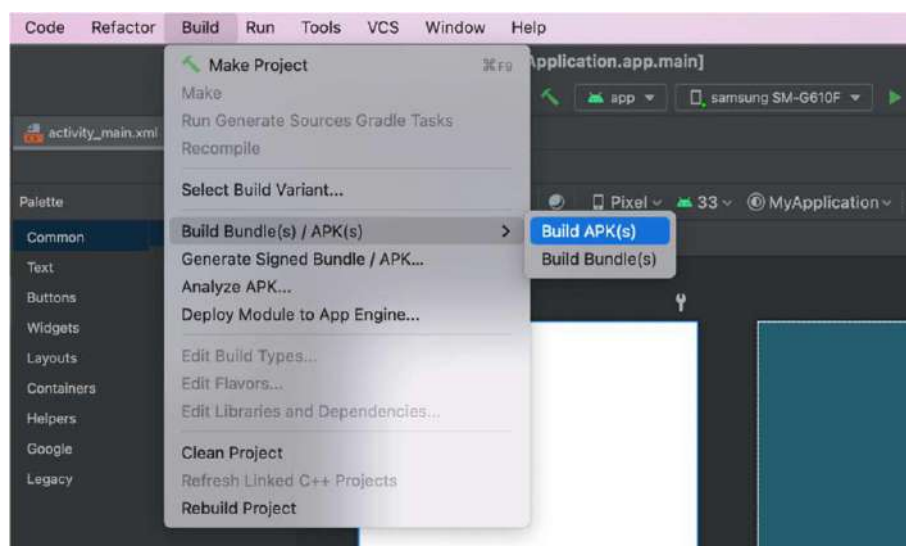 Code Refactor Build Run Tools VCS Window Help
Application.app.main]
app samsung SM-G610F
activity_main.xml
Make Project ⌘F9
Make
Run Generate Sources Gradle Tasks
Recompile
Select Build Variant...
Build Bundle(s) / APK(s)
Generate Signed Bundle / APK...
Analyze APK...
Deploy Module to App Engine...
Edit Build Types...
Edit Flavors...
Edit Libraries and Dependencies...
Clean Project
Refresh Linked C++ Projects
Rebuild Project
Build APK(s)
Build Bundle(s)
Pixel 33 MyApplication
Palette
Common
Text
Buttons
Widgets
Layouts
Containers
Helpers
Google
Legacy